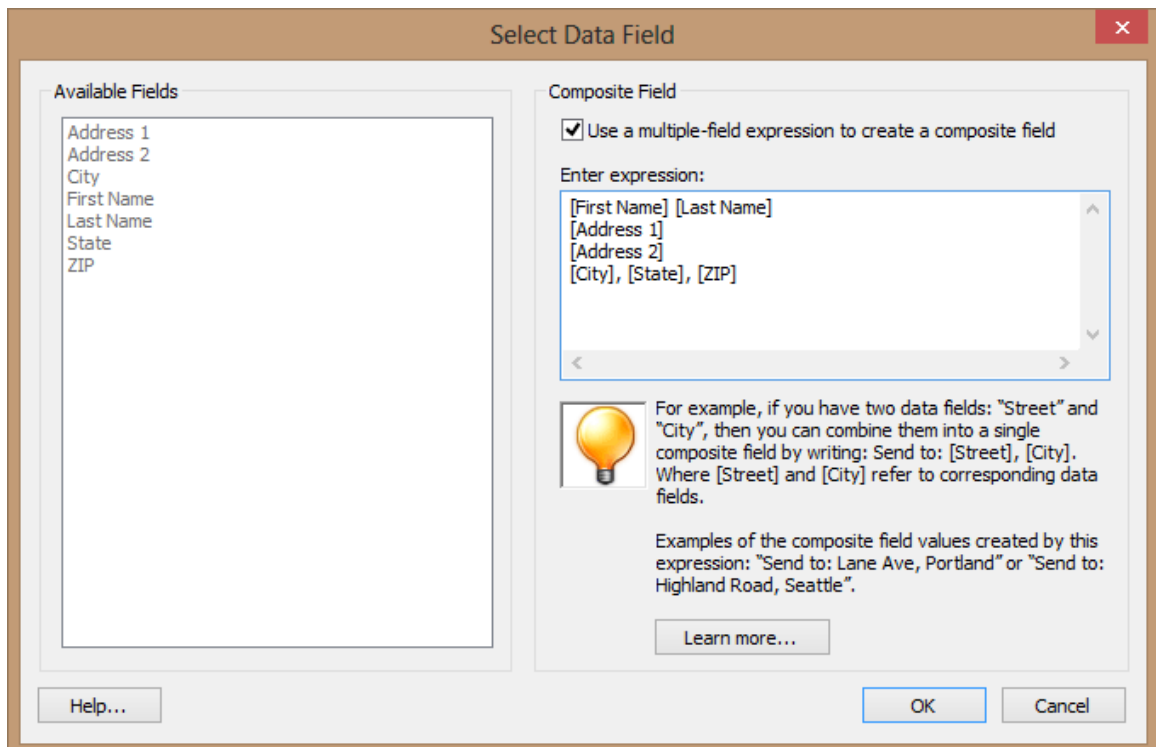 Select Data Field
Available Fields
Address 1
Address 2
City
First Name
Last Name
State
ZIP
Composite Field
Use a multiple-field expression to create a composite field
Enter expression:
[First Name] [Last Name]
[Address 1]
[Address 2]
[City], [State], [ZIP]
For example, if you have two data fields: “Street” and
“City”, then you can combine them into a single
composite field by writing: Send to: [Street], [City].
Where [Street] and [City] refer to corresponding data
fields.
Examples of the composite field values created by this
expression: “Send to: Lane Ave, Portland” or “Send to:
Highland Road, Seattle”.
Learn more...
Help...
OK
Cancel